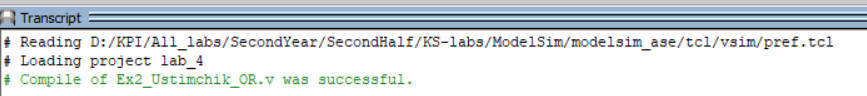 Transcript
# Reading D:/KPI/All_labs/SecondYear/SecondHalf/KS-labs/ModelSim/modelsim_ase/tcl/vsim/pref.tcl
# Loading project lab_4
# Compile of Ex2_Ustimchik_OR.v was successful.